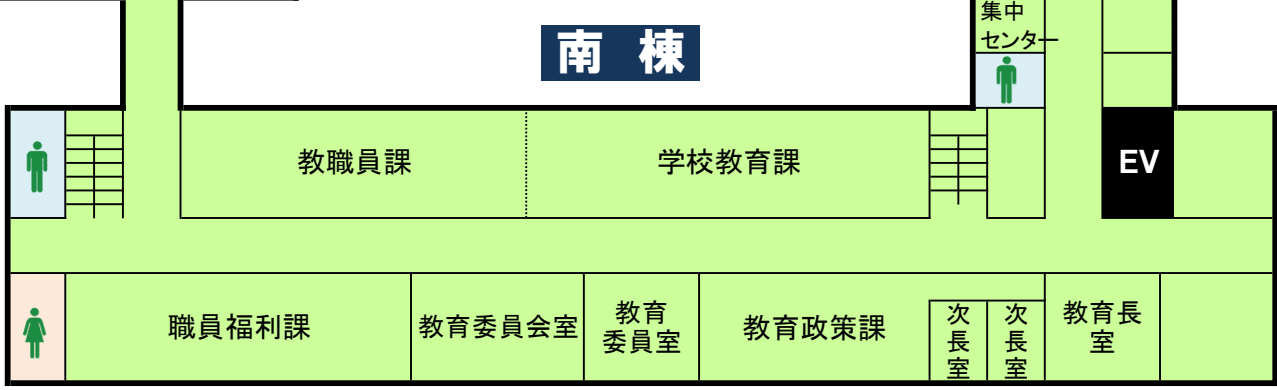 集中
センター
南 棟
教職員課
学校教育課
EV
職員福利課
教育委員会室
教育
委員室
教育政策課
次長室
次長室
教育長
室